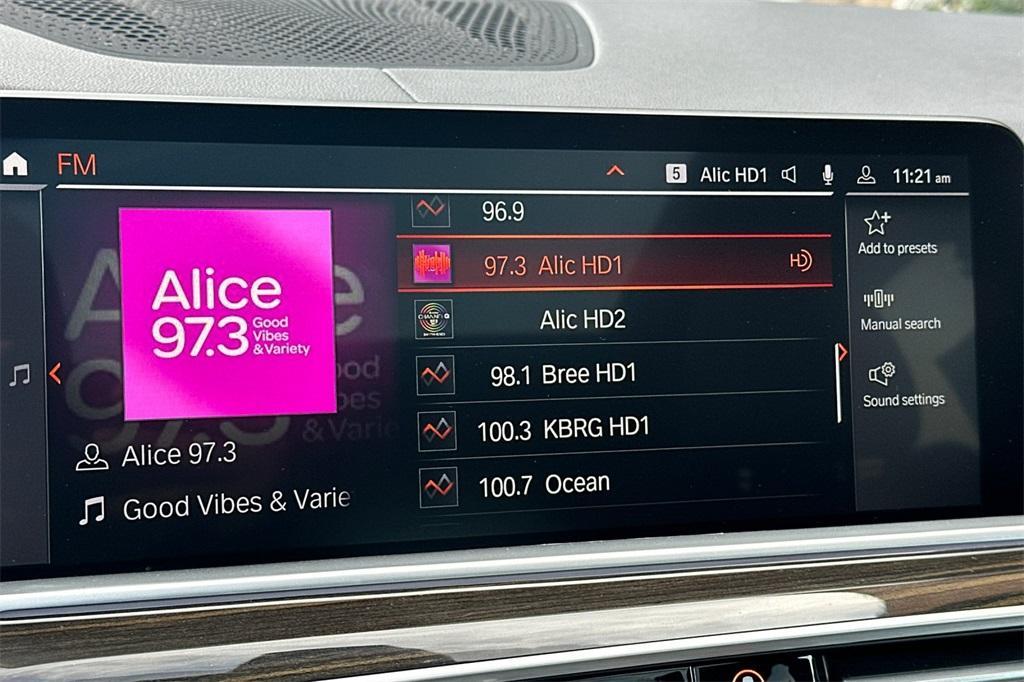 FM
5 Alic HD1
11:21 am
Alice
97.3 Good
Vibes
& Variety
Alice 97.3
Good Vibes & Varie
96.9
97.3 Alic HD1
HD
Alic HD2
98.1 Bree HD1
100.3 KBRG HD1
100.7 Ocean
Add to presets
Manual search
Sound settings